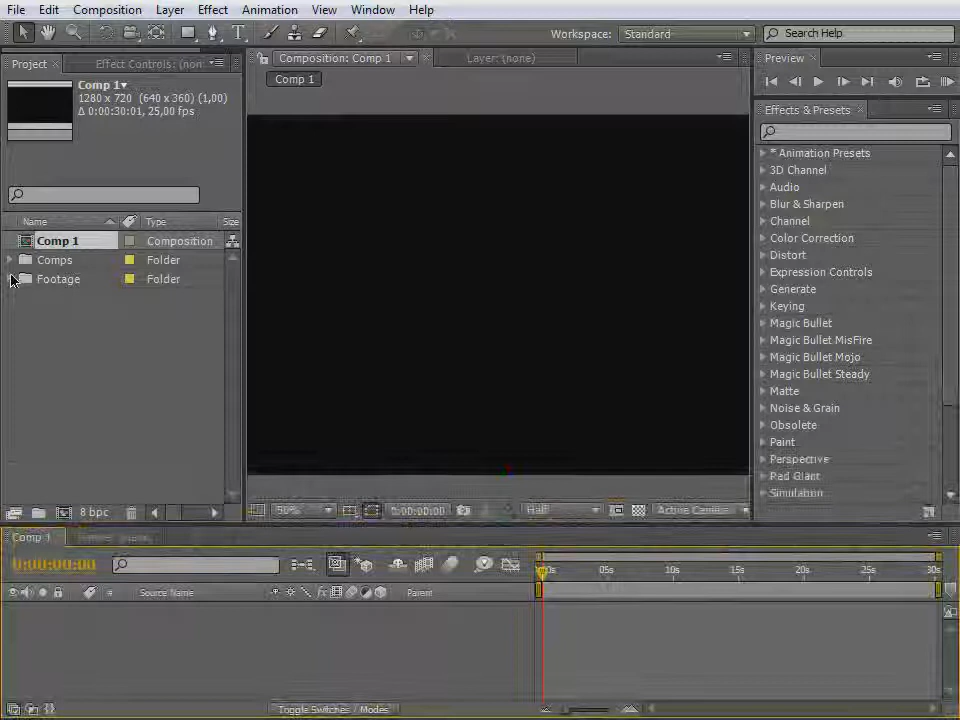 File Edit Composition Layer Effect Animation View Window Help
Workspace: Standard Search Help
Project Effect Controls: (non Composition: Comp 1 Layer: (none) Preview
Comp 1
Comp 1▾
1280 x 720 (640 x 360) (1,00)
Δ 0:00:30:01, 25,00 fps
Effects & Presets
* Animation Presets
3D Channel
Audio
Blur & Sharpen
Channel
Color Correction
Distort
Expression Controls
Generate
Keying
Magic Bullet
Magic Bullet MisFire
Magic Bullet Mojo
Magic Bullet Steady
Matte
Noise & Grain
Obsolete
Paint
Perspective
Red Giant
Simulation
Name Type Size
Comp 1 Composition
Comps Folder
Footage Folder
8 bpc
50% 0:00:00:00 Half Active Camera
Comp 1
0:00:00:00
05s 10s 15s 20s 25s 30s
# Source Name Parent
Toggle Switches / Modes